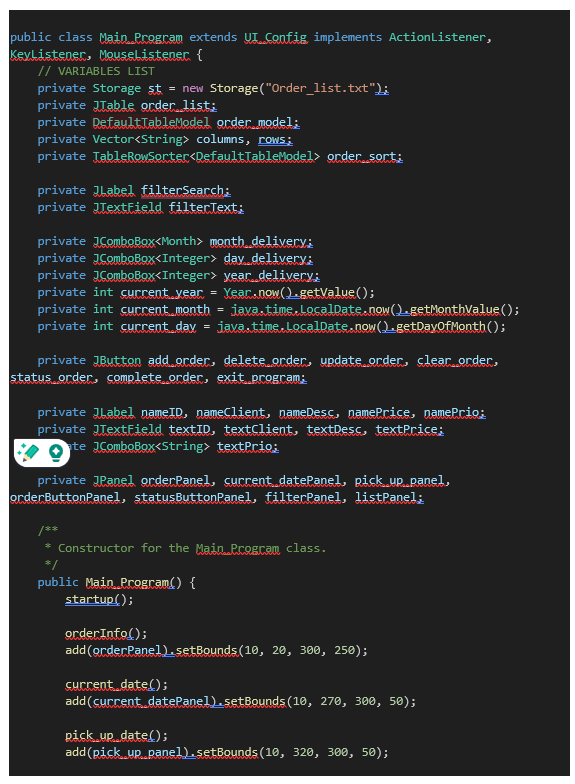 public class Main_Program extends UI_Config implements ActionListener,
KeyListener, MouseListener {
// VARIABLES LIST
private Storage st = new Storage("Order_list.txt");
private JTable order_list;
private DefaultTableModel order_model;
private Vector<String> columns, rows;
private TableRowSorter<DefaultTableModel> order_sort;
private JLabel filterSearch;
private JTextField filterText;
private JComboBox<Month> month_delivery;
private JComboBox<Integer> day_delivery;
private JComboBox<Integer> year_delivery;
private int current_year = Year.now().getValue();
private int current_month = java.time.LocalDate.now().getMonthValue();
private int current_day = java.time.LocalDate.now().getDayOfMonth();
private JButton add_order, delete_order, update_order, clear_order,
status_order, complete_order, exit_program;
private JLabel nameID, nameClient, nameDesc, namePrice, namePrio;
private JTextField textID, textClient, textDesc, textPrice;
JComboBox<String> textPrio;
private JPanel orderPanel, current_datePanel, pick_up_panel,
orderButtonPanel, statusButtonPanel, filterPanel, listPanel;
/**
* Constructor for the Main_Program class.
*/
public Main_Program() {
startup();
orderInfo();
add(orderPanel).setBounds(10, 20, 300, 250);
current_date();
add(current_datePanel).setBounds(10, 270, 300, 50);
pick_up_date();
add(pick_up_panel).setBounds(10, 320, 300, 50);